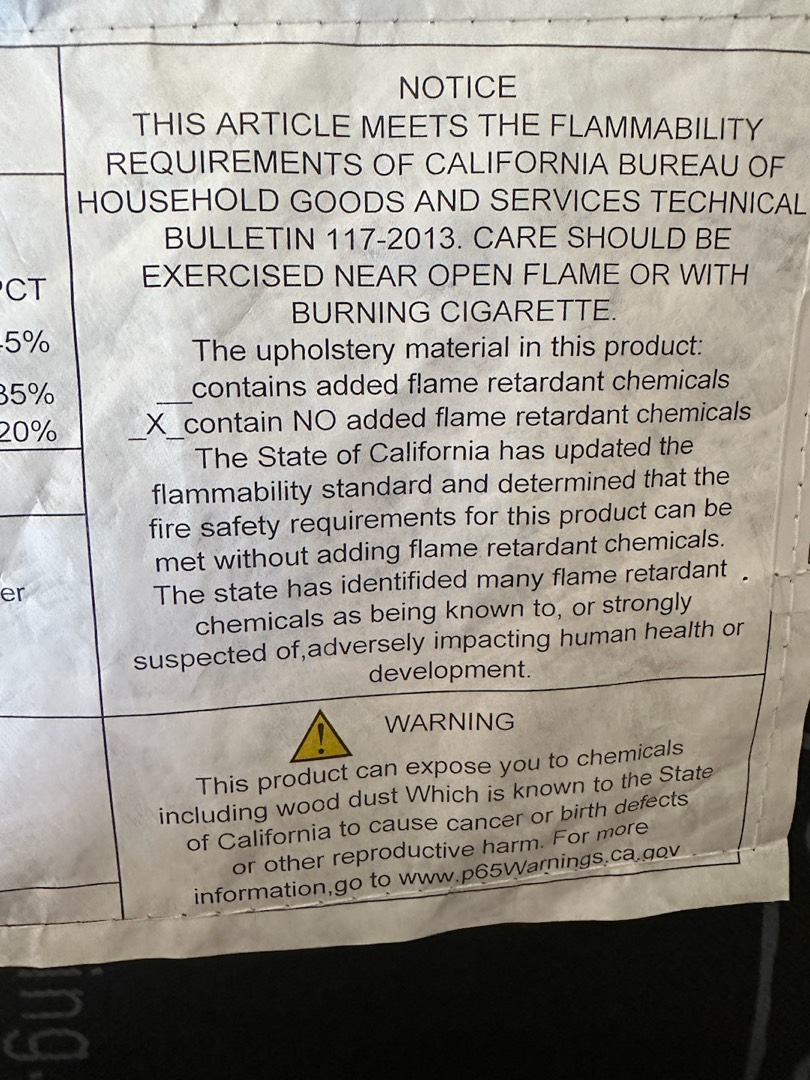 NOTICE
THIS ARTICLE MEETS THE FLAMMABILITY
REQUIREMENTS OF CALIFORNIA BUREAU OF
HOUSEHOLD GOODS AND SERVICES TECHNICAL
BULLETIN 117-2013. CARE SHOULD BE
EXERCISED NEAR OPEN FLAME OR WITH
BURNING CIGARETTE.
The upholstery material in this product:
__contains added flame retardant chemicals
_X_contain NO added flame retardant chemicals
The State of California has updated the
flammability standard and determined that the
fire safety requirements for this product can be
met without adding flame retardant chemicals.
The state has identifided many flame retardant
chemicals as being known to, or strongly
suspected of,adversely impacting human health or
development.
WARNING
This product can expose you to chemicals
including wood dust Which is known to the State
of California to cause cancer or birth defects
or other reproductive harm. For more
information,go to www.p65Warnings.ca.gov
CT
5%
35%
20%
er
ing.